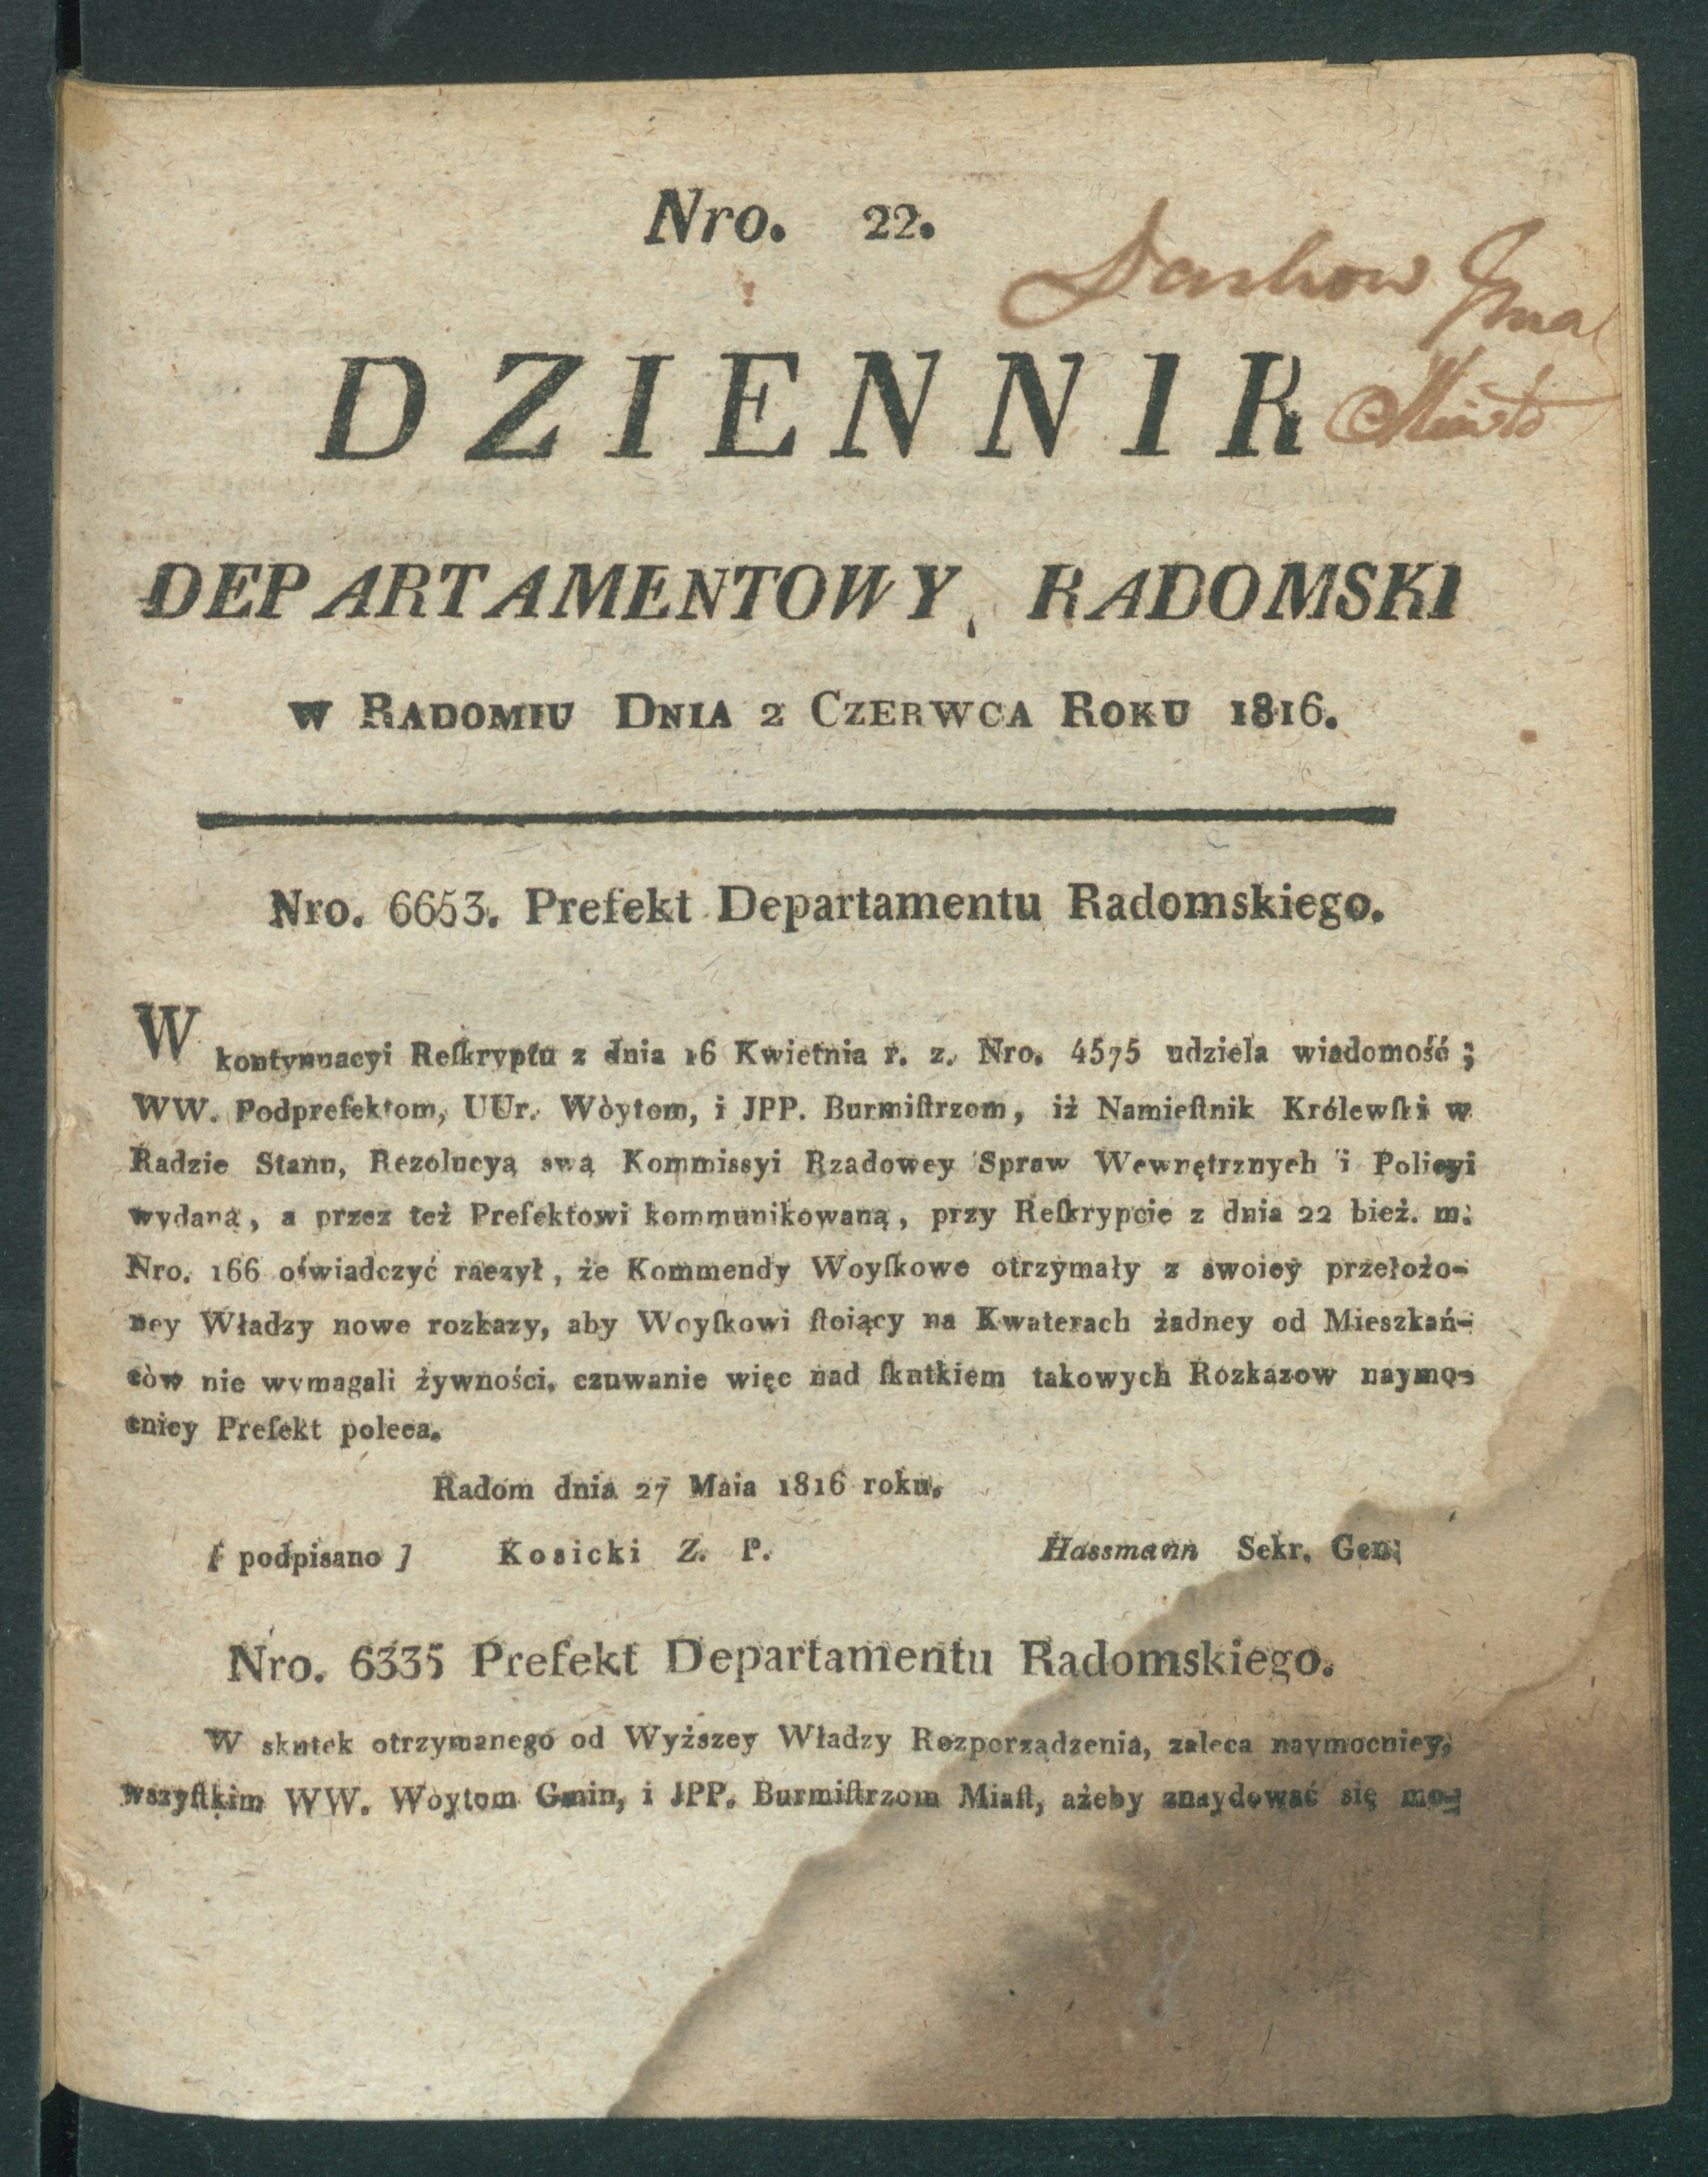 Nro. 22.
DZIENNIK
Miasto
DEPARTAMENTOWY RADOMSKI
W RADOMIU DNIA 2 CZERWCA ROKU 1816.
Nro. 6653. Prefekt Departamentu Radomskiego.
W kontynuacyi Reſkryptu z dnia 16 Kwietnia r. z. Nro. 4575 udziela wiadomość ;
WW. Podprefektom, UUr. Wòytom, i JPP. Burmiſtrzom, iż Namieſtnik Królewſki w
Radzie Stanu, Rezolucyą swą Kommissyi Rządowey Spraw Wewnętrznych i Policyi
wydaną, a przez też Prefektowi kommunikowaną, przy Reſkrypcie z dnia 22 bież. m:
Nro. 166 oświadczyć raczył, że Kommendy Woyſkowe otrzymały z swoiey przełożo-
ney Władzy nowe rozkazy, aby Woyſkowi ſtoiący na Kwaterach żadney od Mieszkań-
còw nie wymagali żywności, czuwanie więc nad ſkutkiem takowych Rozkazow naymo-
cniey Prefekt poleca.
Radom dnia 27 Maia 1816 roku.
[ podpisano ] Kosicki Z. P. Hassmann Sekr. Gen:
Nro. 6335 Prefekt Departamentu Radomskiego.
W skutek otrzymanego od Wyższey Władzy Rozporządzenia, zaleca naymocniey,
wszyſtkim WW. Woytom Gmin, i JPP. Burmiſtrzom Miaſt, ażeby znaydować się mo-